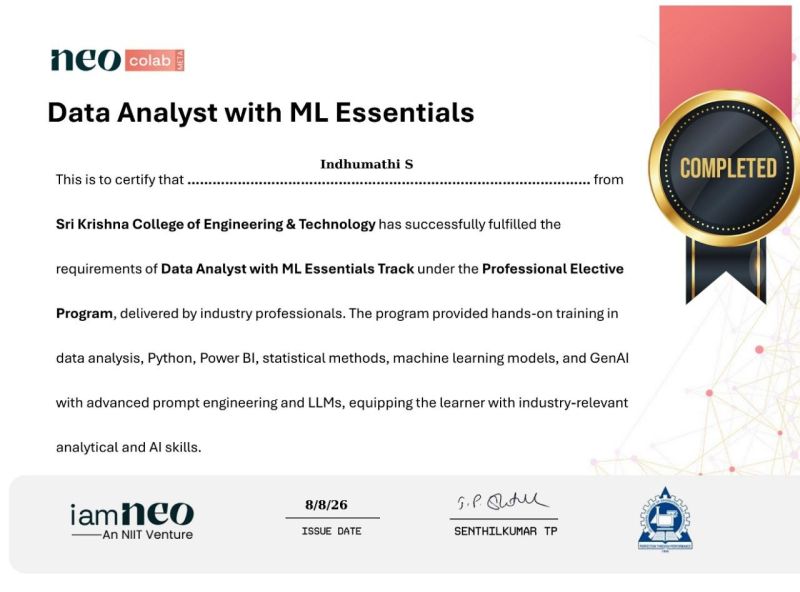 neo colab META
Data Analyst with ML Essentials
COMPLETED
Indhumathi S
This is to certify that ........................................................................................ from
Sri Krishna College of Engineering & Technology has successfully fulfilled the
requirements of Data Analyst with ML Essentials Track under the Professional Elective
Program, delivered by industry professionals. The program provided hands-on training in
data analysis, Python, Power BI, statistical methods, machine learning models, and GenAI
with advanced prompt engineering and LLMs, equipping the learner with industry-relevant
analytical and AI skills.
iamneo
An NIIT Venture
8/8/26
ISSUE DATE
SENTHILKUMAR TP